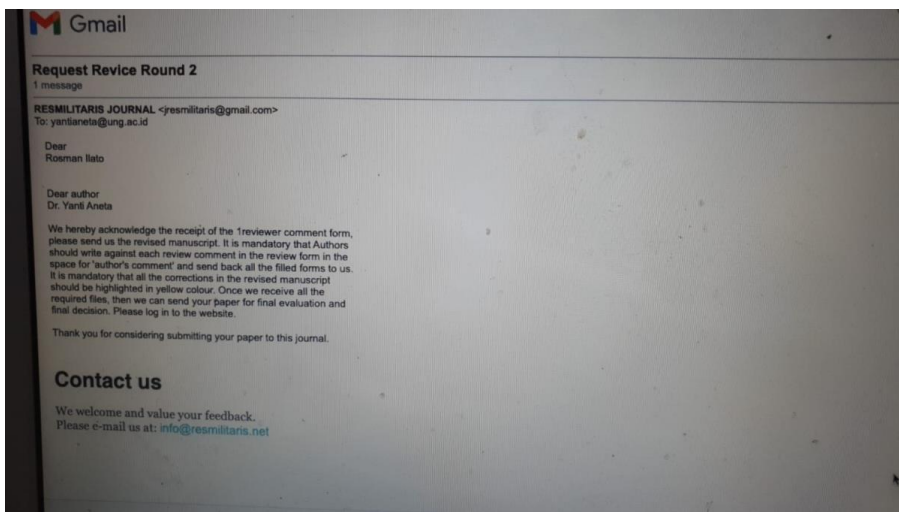 Gmail
Request Revice Round 2
1 message
RESMILITARIS JOURNAL <jresmilitaris@gmail.com>
To: yantianeta@ung.ac.id
Dear
Rosman Ilato
Dear author
Dr. Yanti Aneta
We hereby acknowledge the receipt of the 1reviewer comment form,
please send us the revised manuscript. It is mandatory that Authors
should write against each review comment in the review form in the
space for 'author's comment' and send back all the filled forms to us.
It is mandatory that all the corrections in the revised manuscript
should be highlighted in yellow colour. Once we receive all the
required files, then we can send your paper for final evaluation and
final decision. Please log in to the website.
Thank you for considering submitting your paper to this journal.
Contact us
We welcome and value your feedback.
Please e-mail us at: info@resmilitaris.net